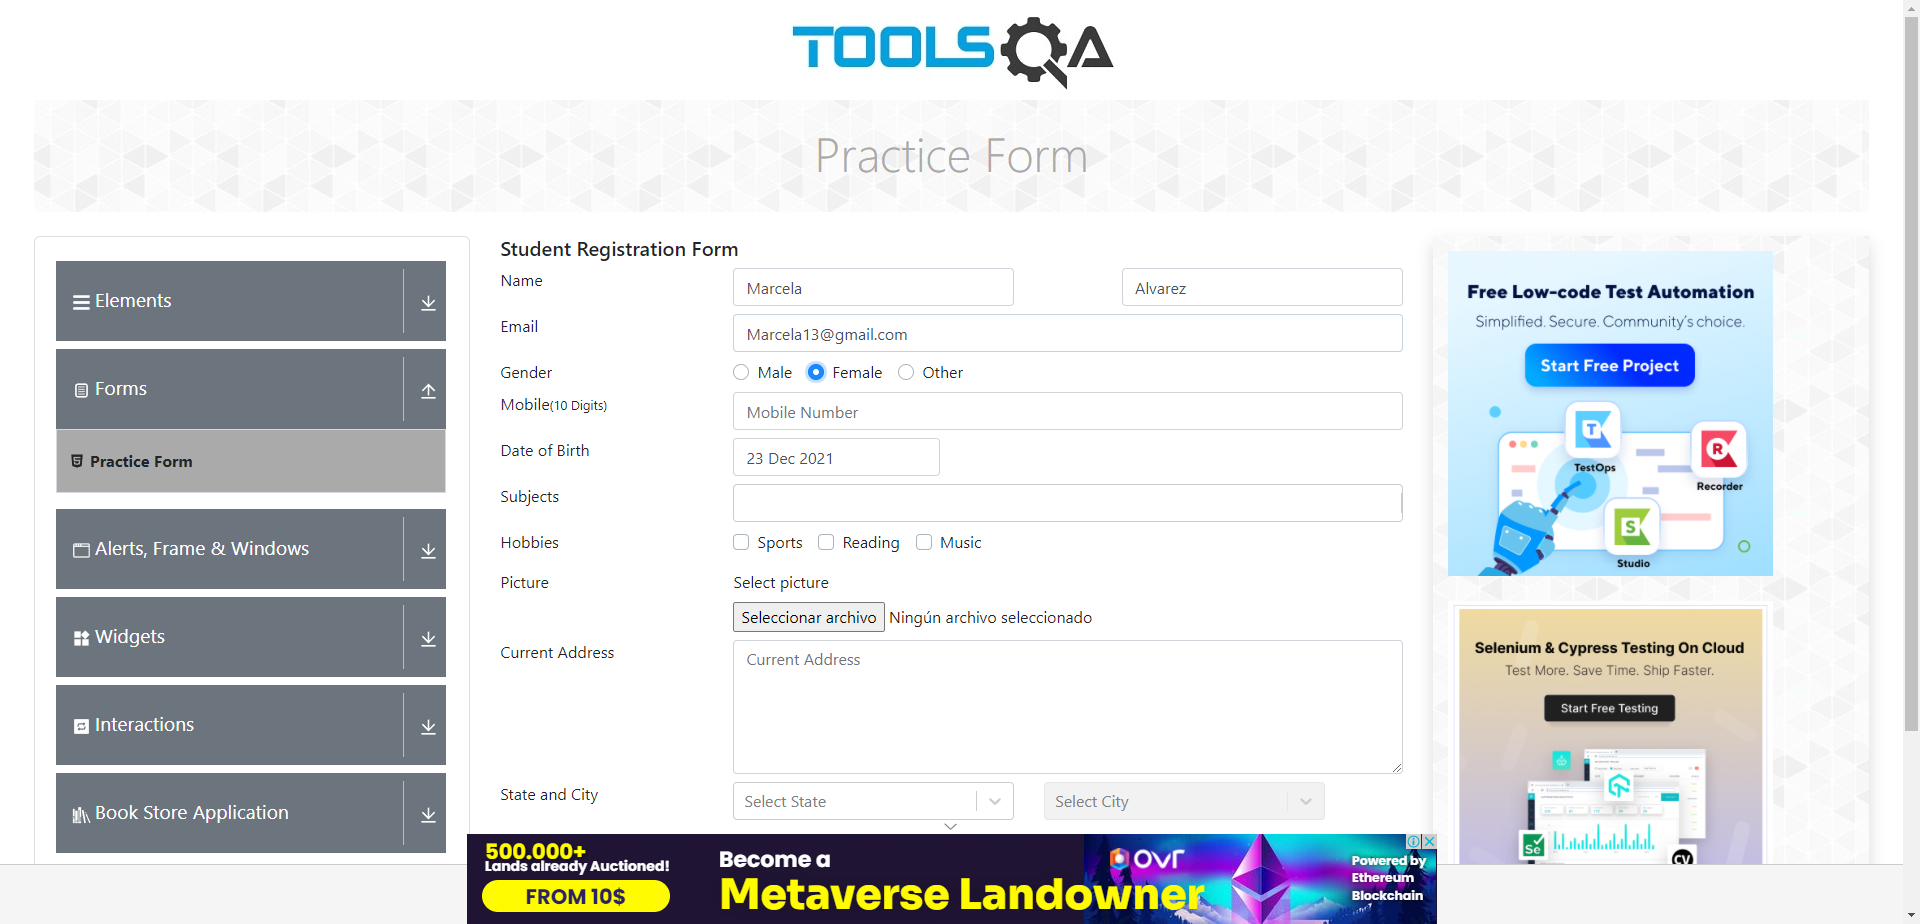 TOOLSQA
Practice Form
Elements
Forms
Practice Form
Alerts, Frame & Windows
Widgets
Interactions
Book Store Application
Student Registration Form
Name
Marcela
Alvarez
Email
Marcela13@gmail.com
Gender
Male
Female
Other
Mobile(10 Digits)
Mobile Number
Date of Birth
23 Dec 2021
Subjects
Hobbies
Sports
Reading
Music
Picture
Select picture
Seleccionar archivo Ningún archivo seleccionado
Current Address
Current Address
State and City
Select State
Select City
Free Low-code Test Automation
Simplified. Secure. Community's choice.
Start Free Project
T
TestOps
R
Recorder
S
Studio
Selenium & Cypress Testing On Cloud
Test More. Save Time. Ship Faster.
Start Free Testing
Se
CY
500.000+
Lands already Auctioned!
FROM 10$
Become a
Metaverse Landowner
ovr
Powered by
Ethereum
Blockchain